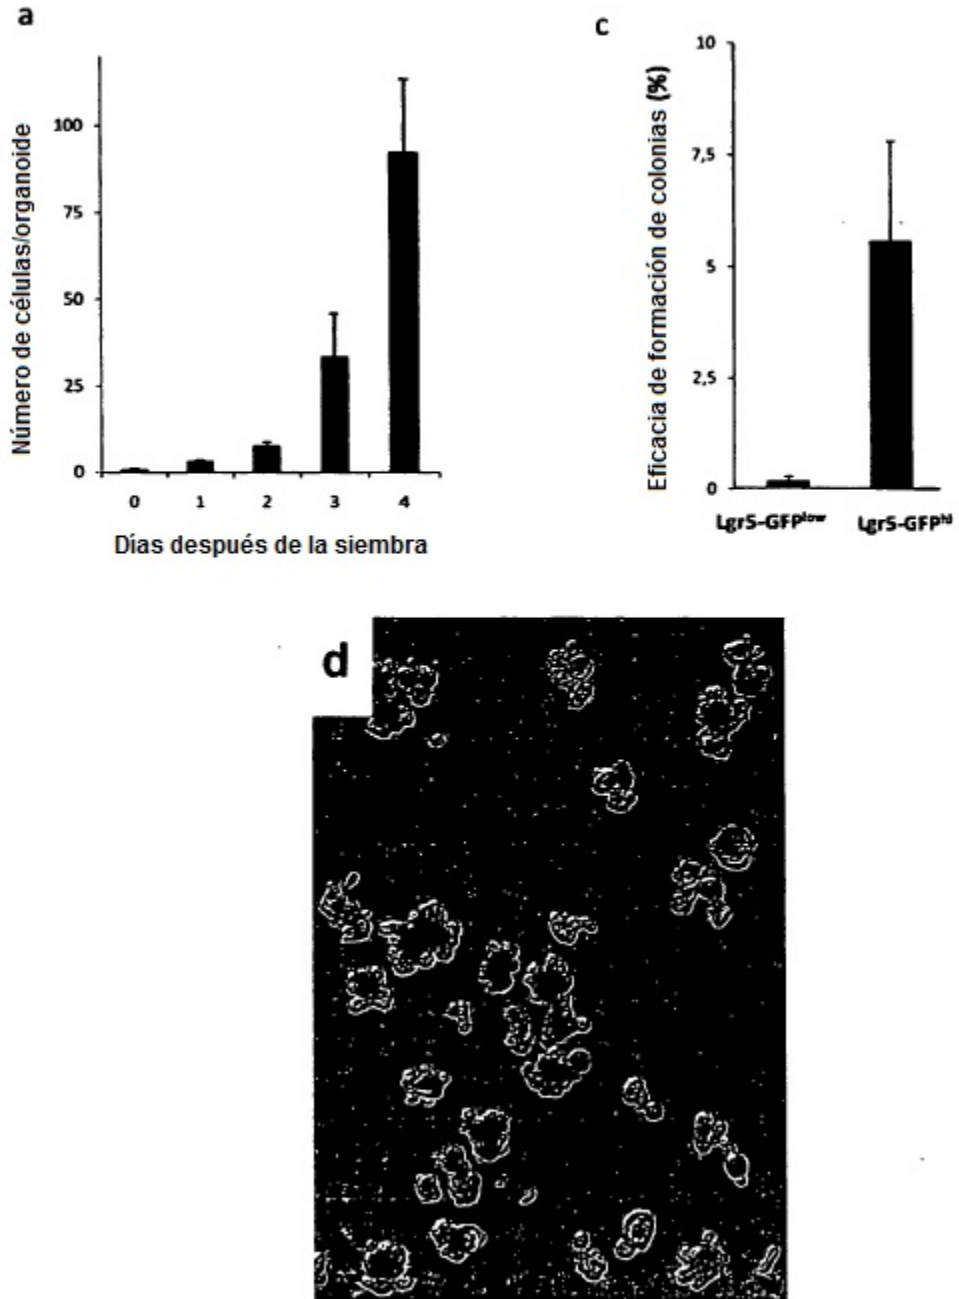 a
Número de células/organoide
100
75
50
25
0
0 1 2 3 4
Días después de la siembra
c
Eficacia de formación de colonias (%)
10
7,5
5
2,5
0
Lgr5-GFPlow Lgr5-GFPhi
d